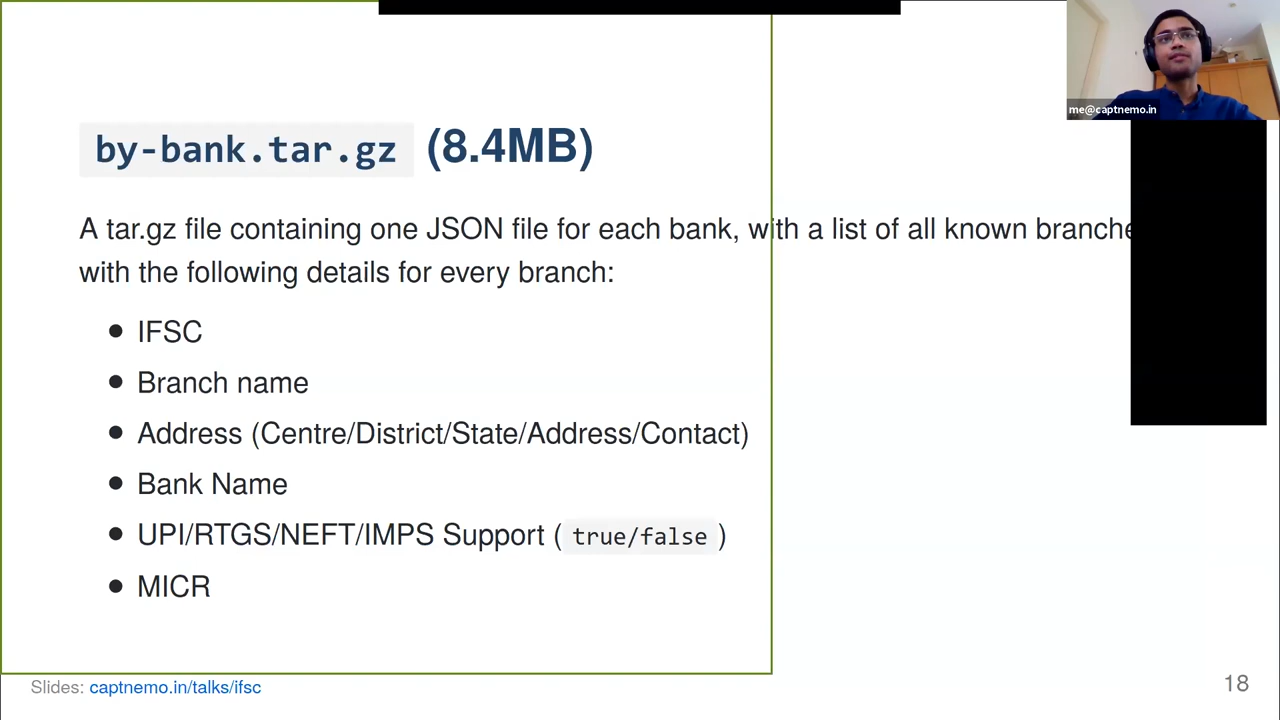 me@captnemo.in
by-bank.tar.gz (8.4MB)
A tar.gz file containing one JSON file for each bank, with a list of all known branche
with the following details for every branch:
● IFSC
● Branch name
● Address (Centre/District/State/Address/Contact)
● Bank Name
● UPI/RTGS/NEFT/IMPS Support ( true/false )
● MICR
Slides: captnemo.in/talks/ifsc
18